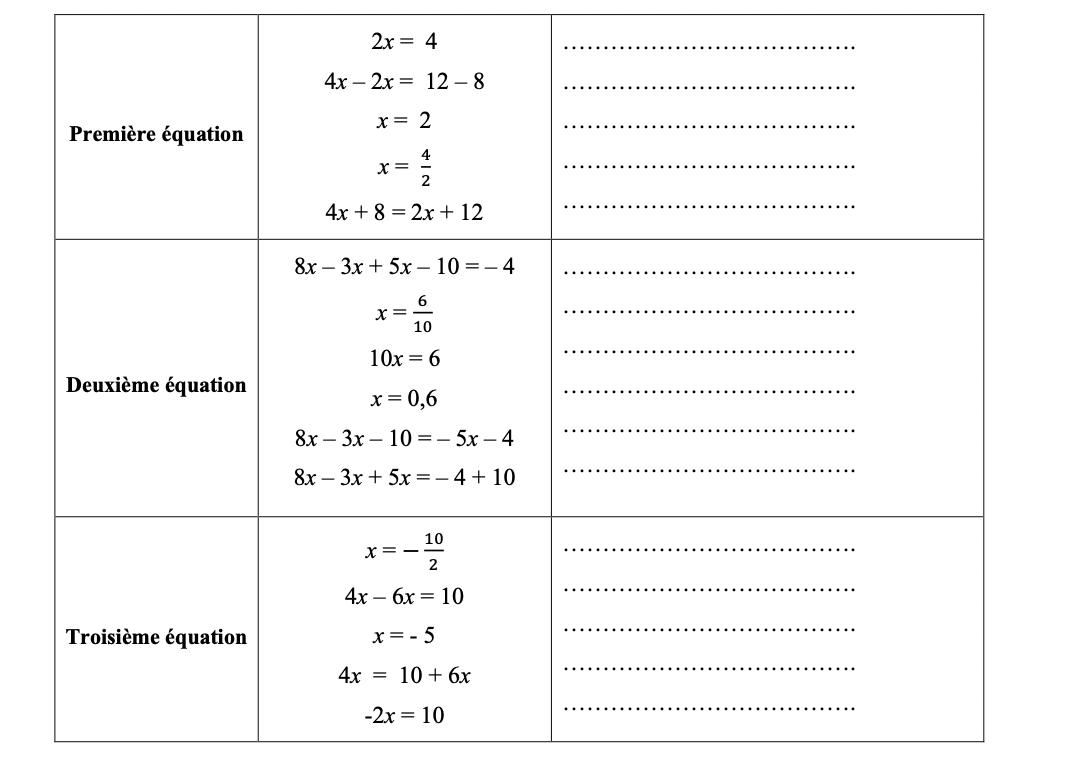 Première équation
2x = 4
4x – 2x = 12 – 8
x = 2
x = 4/2
4x + 8 = 2x + 12
………………………………
………………………………
………………………………
………………………………
………………………………
Deuxième équation
8x – 3x + 5x – 10 = – 4
x = 6/10
10x = 6
x = 0,6
8x – 3x – 10 = – 5x – 4
8x – 3x + 5x = – 4 + 10
………………………………
………………………………
………………………………
………………………………
………………………………
………………………………
Troisième équation
x = – 10/2
4x – 6x = 10
x = - 5
4x = 10 + 6x
-2x = 10
………………………………
………………………………
………………………………
………………………………
………………………………